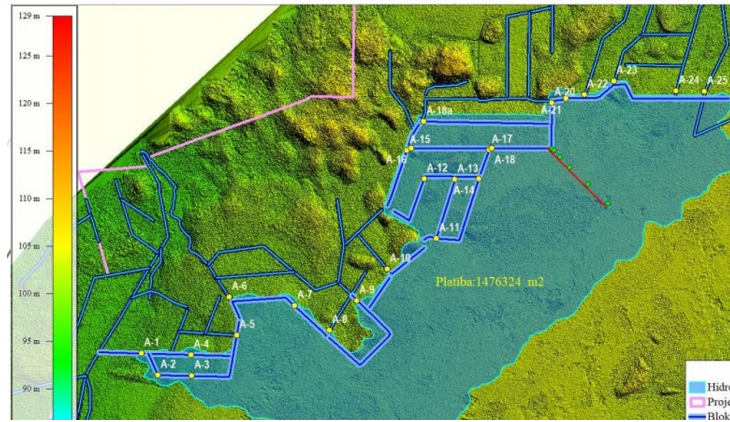 129 m
120 m
115 m
110 m
105 m
100 m
95 m
90 m
A-1
A-2
A-3
A-4
A-5
A-6
A-7
A-8
A-9
A-10
A-11
A-12
A-13
A-14
A-15
A-16
A-17
A-18
A-18a
A-20
A-21
A-22
A-23
A-24
A-25
Platiba:1476324 m2
Hidro
Proje
Blok